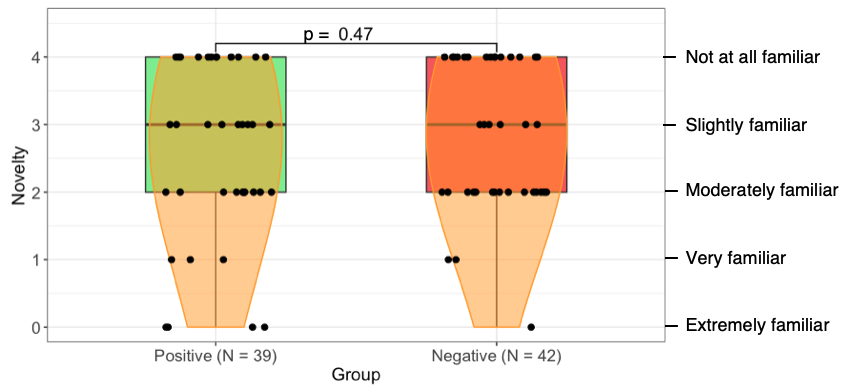 p = 0.47
4 Not at all familiar
3 Slightly familiar
Novelty
2 Moderately familiar
1 Very familiar
0 Extremely familiar
Positive (N = 39) Negative (N = 42)
Group